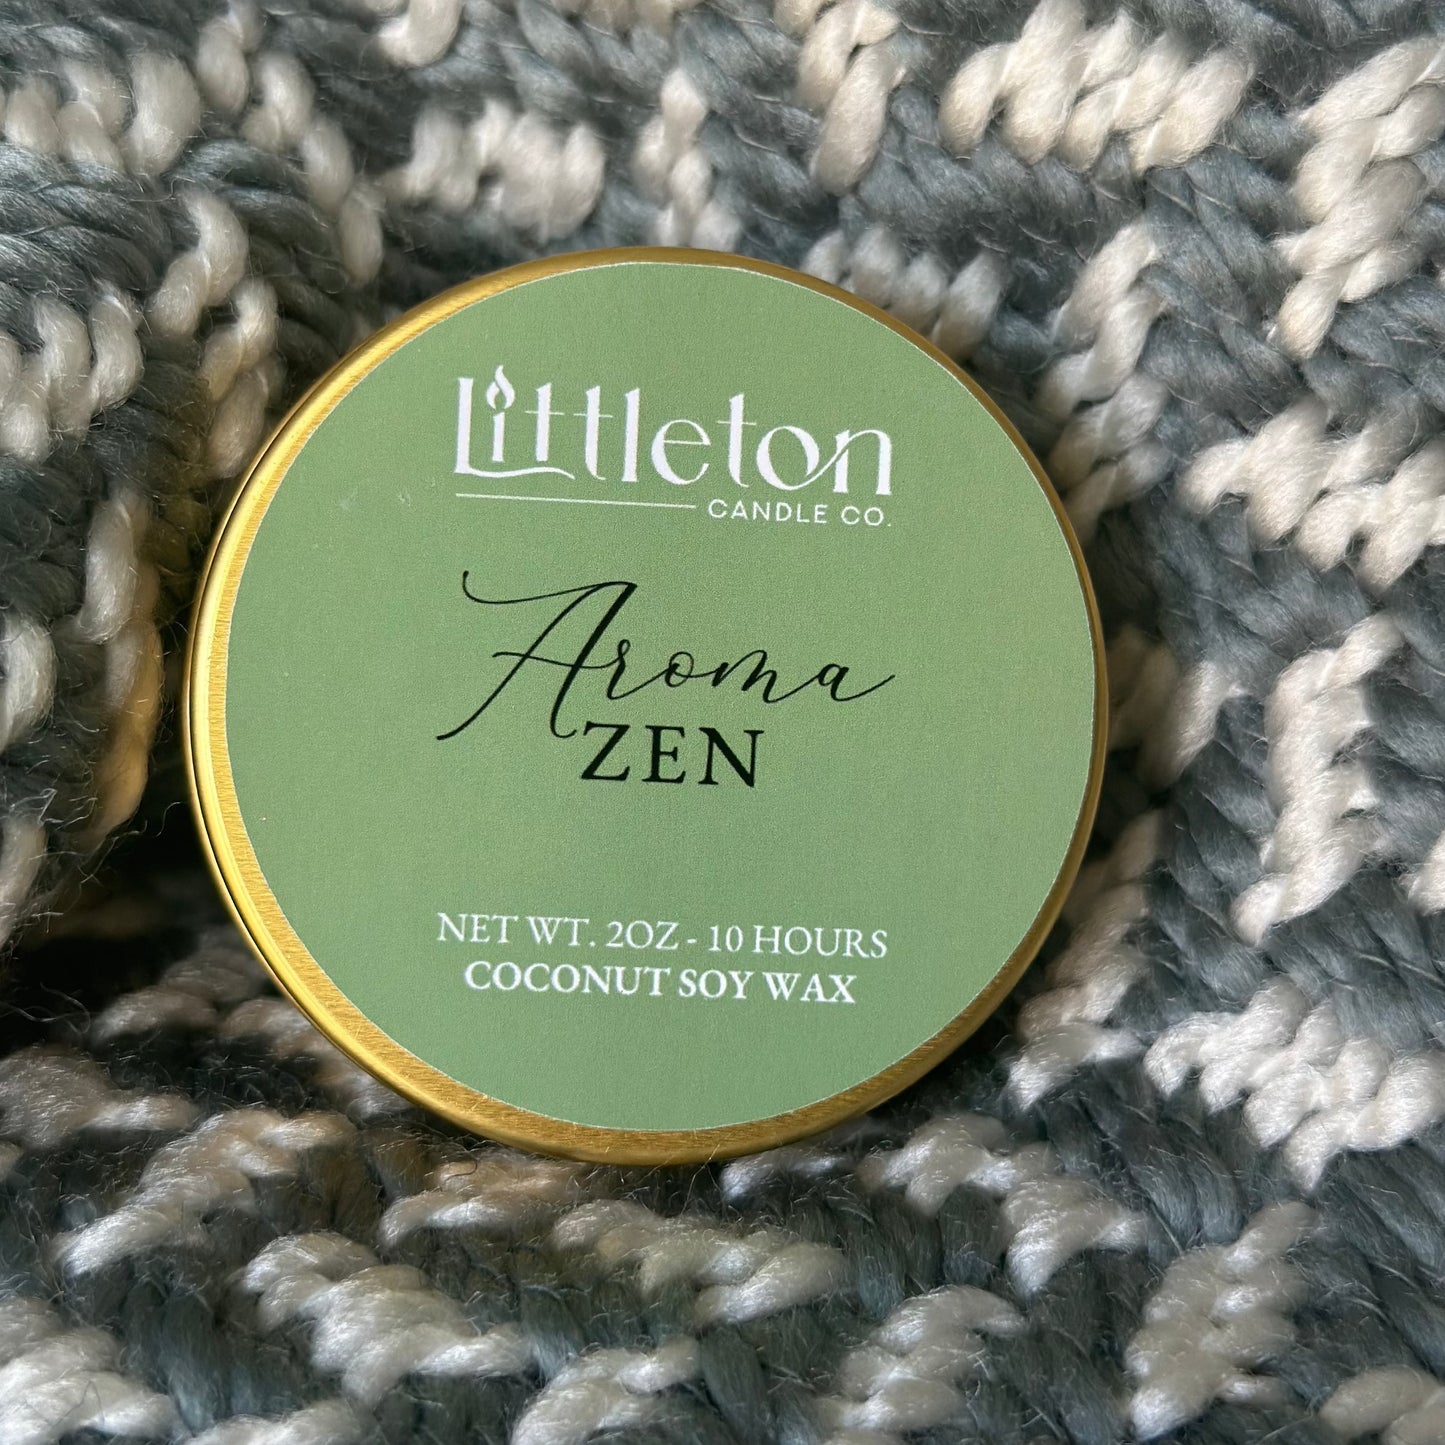 Littleton
CANDLE CO.
Aroma
ZEN
NET WT. 2OZ - 10 HOURS
COCONUT SOY WAX